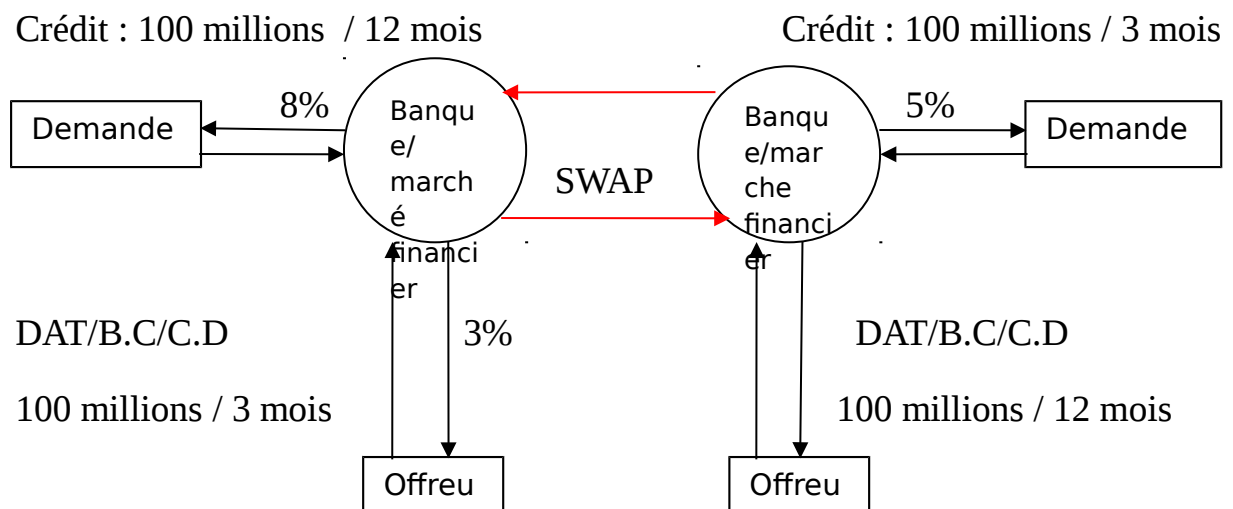 Crédit : 100 millions / 12 mois
Crédit : 100 millions / 3 mois
8%
5%
Demande
Banqu
e/
march
é
financi
er
SWAP
Banqu
e/mar
che
financi
er
Demande
DAT/B.C/C.D
3%
DAT/B.C/C.D
100 millions / 3 mois
100 millions / 12 mois
Offreu
Offreu